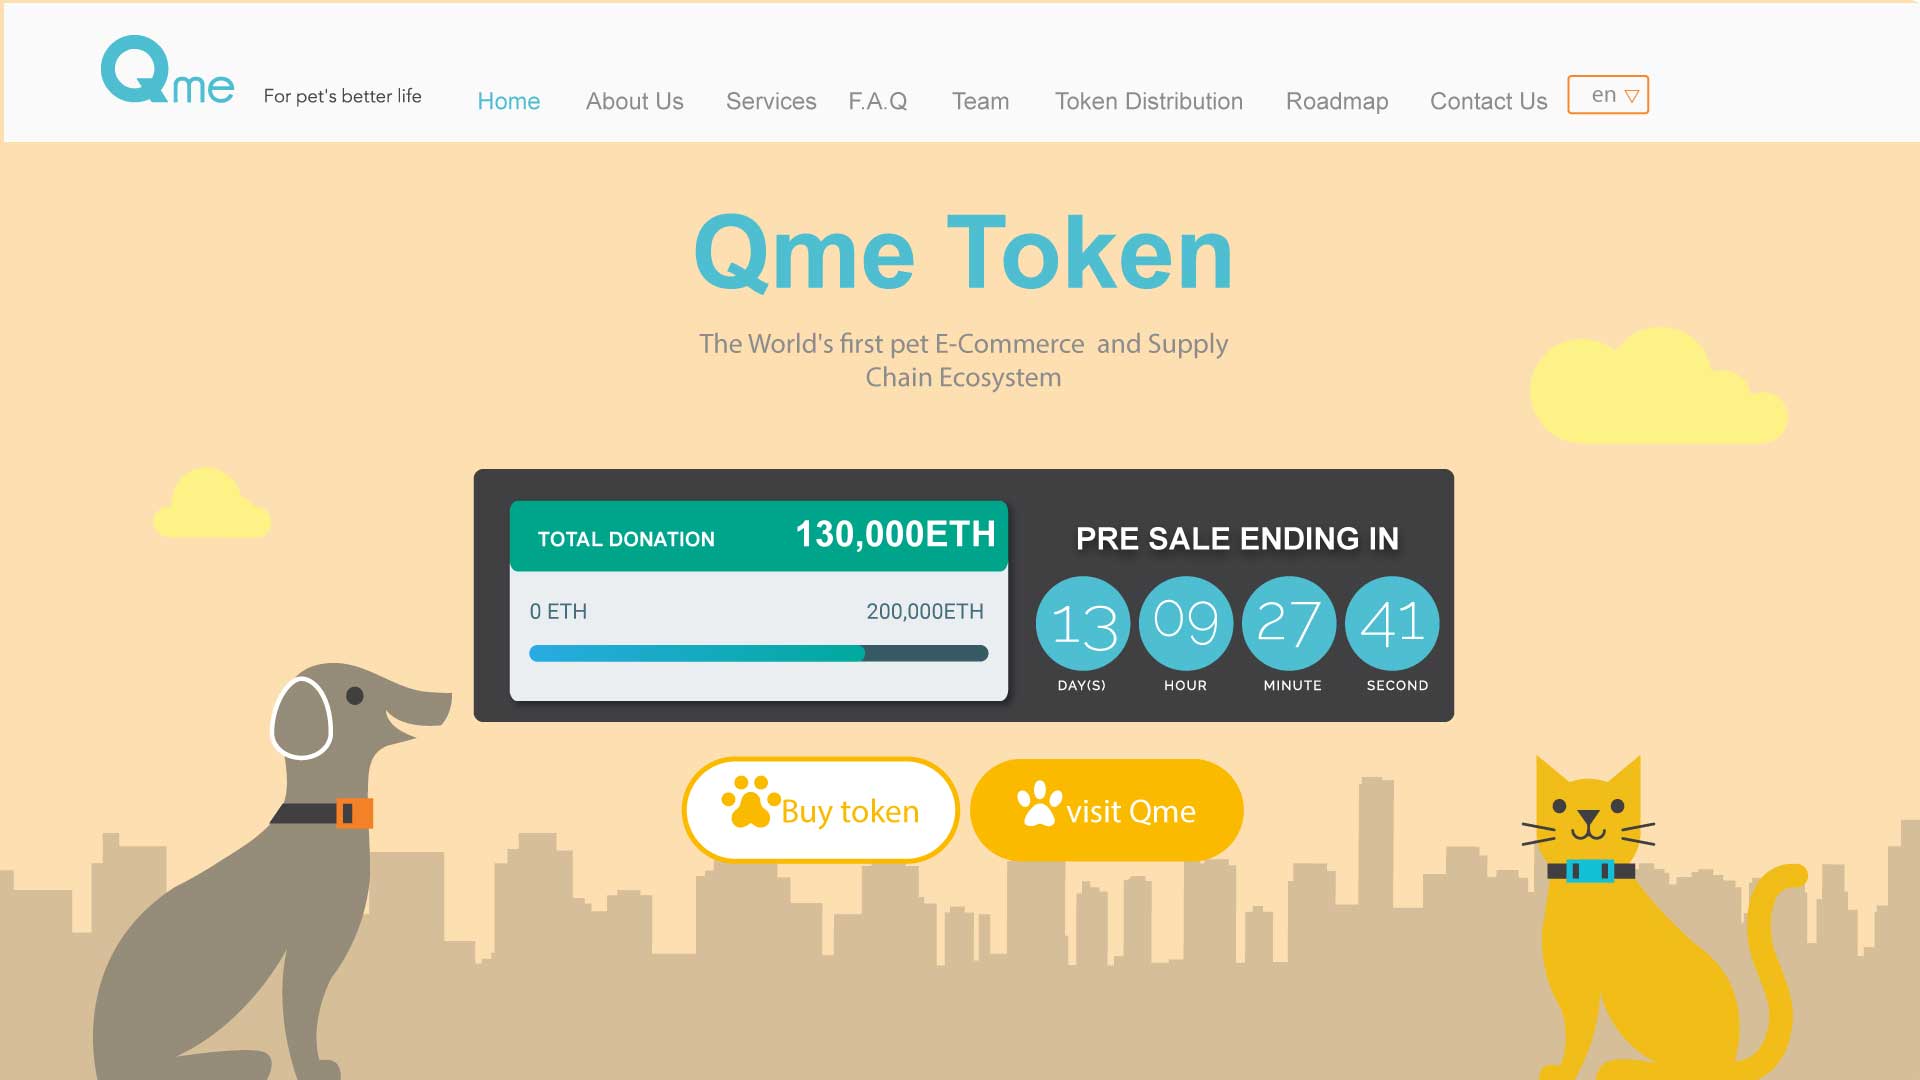 Qme
For pet's better life
Home
About Us
Services
F.A.Q
Team
Token Distribution
Roadmap
Contact Us
en
Qme Token
The World's first pet E-Commerce  and Supply
Chain Ecosystem
TOTAL DONATION
130,000ETH
0 ETH
200,000ETH
PRE SALE ENDING IN
13 09 27 41
DAY(S) HOUR MINUTE SECOND
Buy token
visit Qme